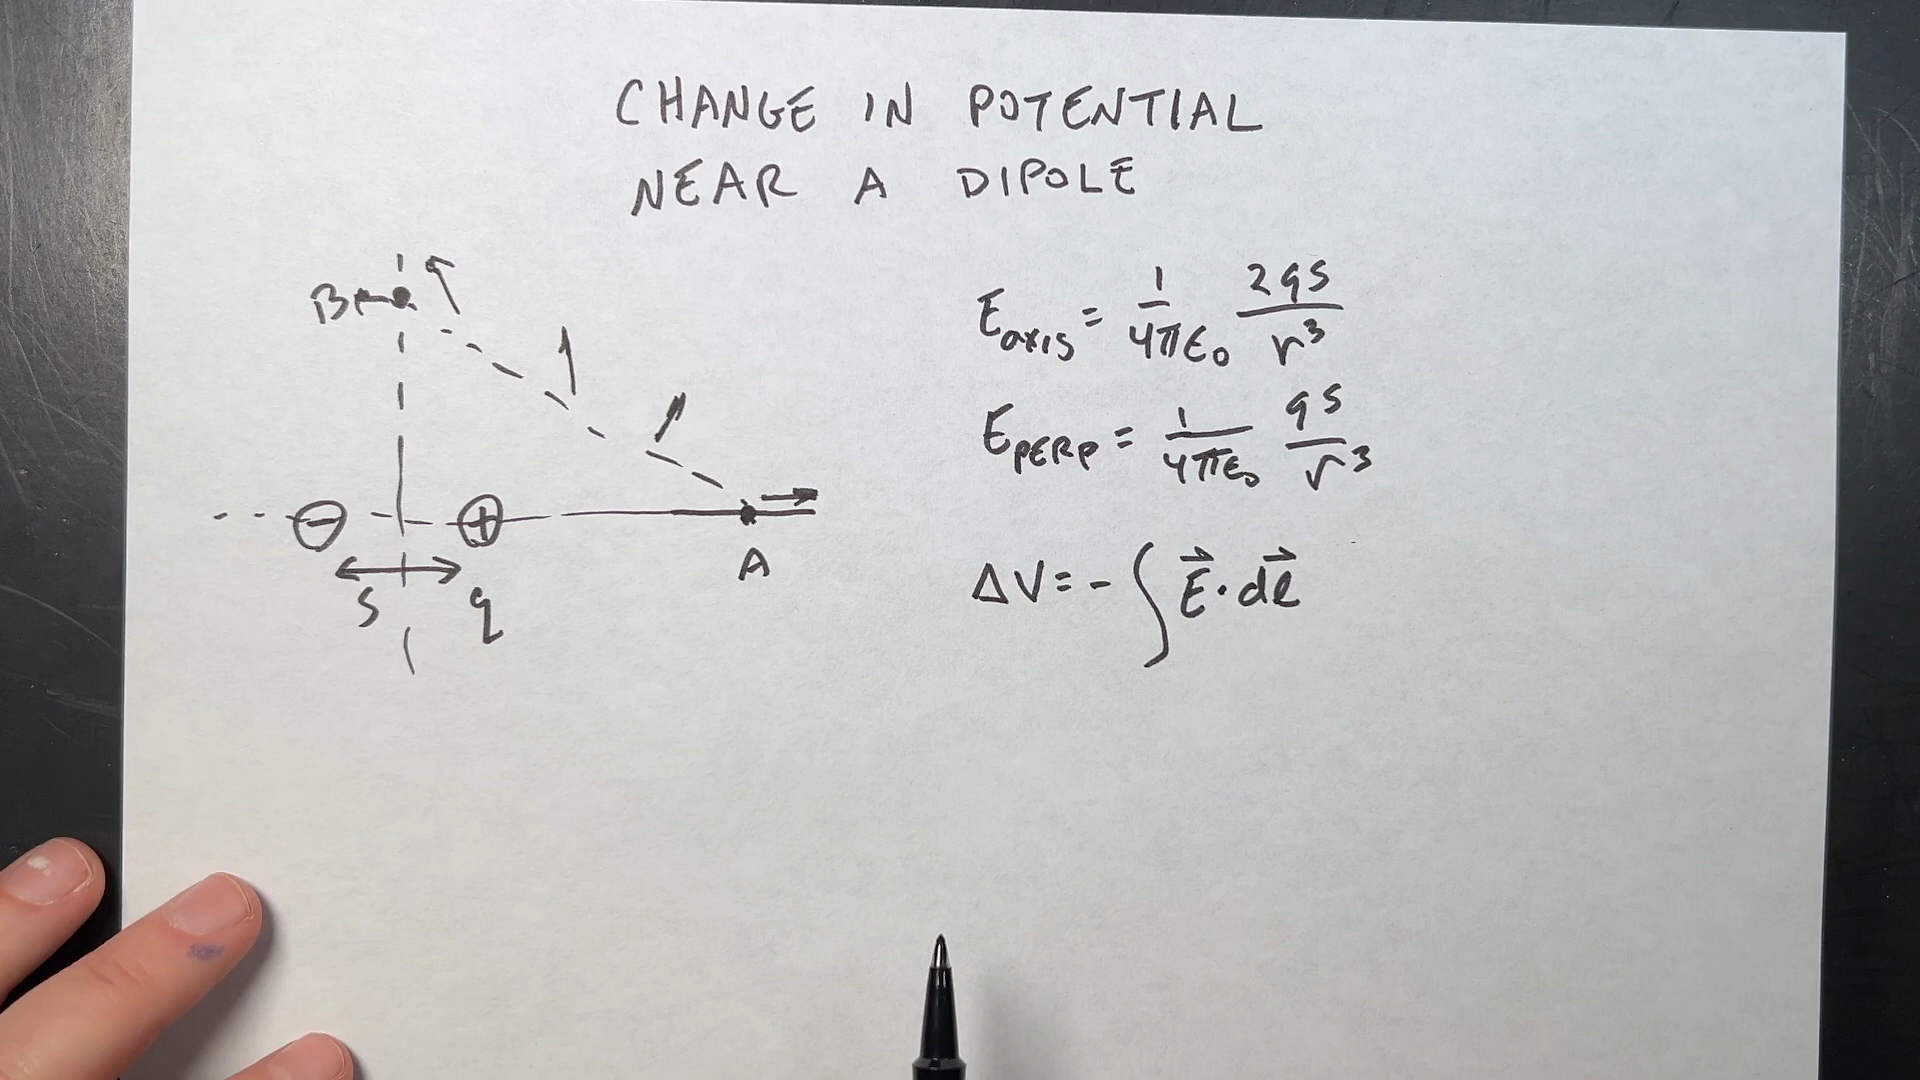 CHANGE IN POTENTIAL
NEAR A DIPOLE
B
A
s
q
E_axis = 1/4πε₀ 2qs/r³
E_PERP = 1/4πε₀ qs/r³
ΔV = - ∫ E⃗ · dℓ⃗